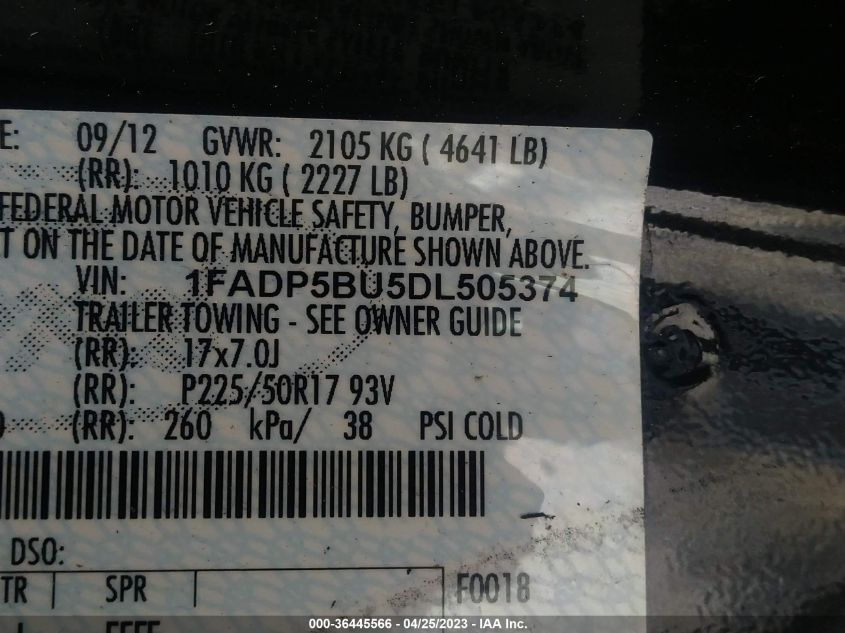 E: 09/12 GVWR: 2105 KG ( 4641 LB)
(RR): 1010 KG ( 2227 LB)
FEDERAL MOTOR VEHICLE SAFETY, BUMPER,
T ON THE DATE OF MANUFACTURE SHOWN ABOVE.
VIN: 1FADP5BU5DL505374
TRAILER TOWING - SEE OWNER GUIDE
(RR): 17x7.0J
(RR): P225/50R17 93V
(RR): 260 kPa/ 38 PSI COLD
DSO:
TR SPR F0018
000-36445566 - 04/25/2023 - IAA Inc.